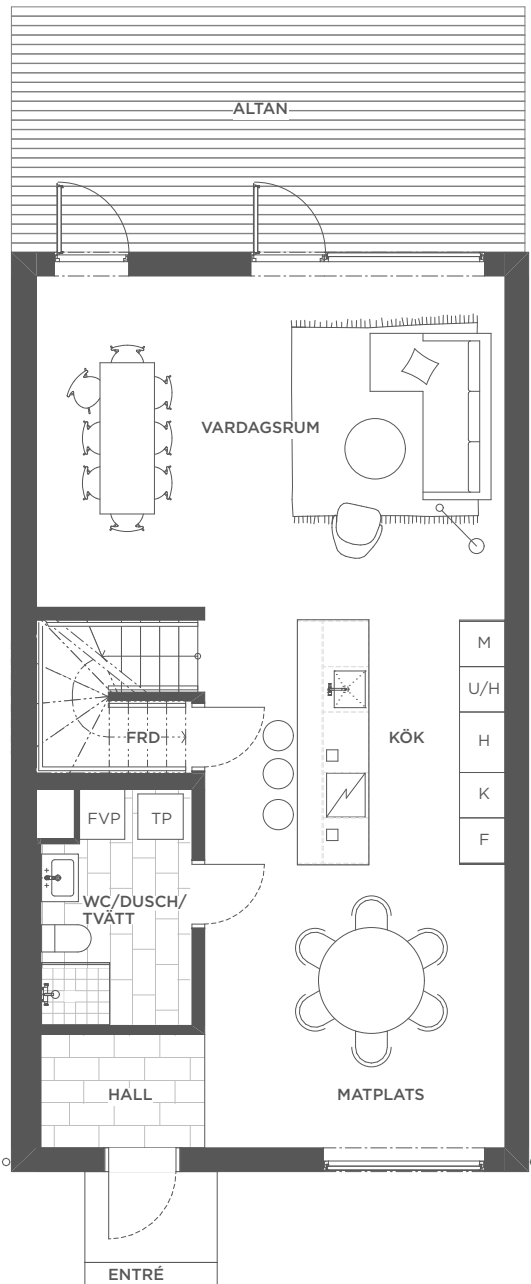 ALTAN
VARDAGSRUM
M
U/H
H
K
F
KÖK
FRD
FVP
TP
WC/DUSCH/
TVÄTT
HALL
MATPLATS
ENTRÉ